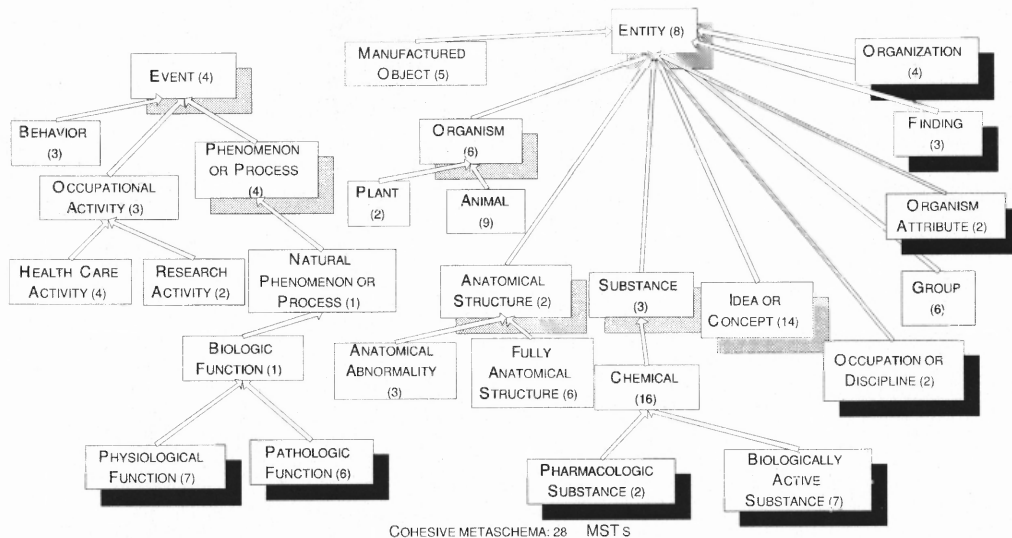 ENTITY (8)
MANUFACTURED
OBJECT (5)
ORGANIZATION
(4)
EVENT (4)
FINDING
(3)
BEHAVIOR
(3)
ORGANISM
(6)
PHENOMENON
OR PROCESS
(4)
OCCUPATIONAL
ACTIVITY (3)
PLANT
(2)
ANIMAL
(9)
ORGANISM
ATTRIBUTE (2)
HEALTH CARE
ACTIVITY (4)
RESEARCH
ACTIVITY (2)
NATURAL
PHENOMENON OR
PROCESS (1)
ANATOMICAL
STRUCTURE (2)
SUBSTANCE
(3)
IDEA OR
CONCEPT (14)
GROUP
(6)
BIOLOGIC
FUNCTION (1)
ANATOMICAL
ABNORMALITY
(3)
FULLY
ANATOMICAL
STRUCTURE (6)
CHEMICAL
(16)
OCCUPATION OR
DISCIPLINE (2)
PHYSIOLOGICAL
FUNCTION (7)
PATHOLOGIC
FUNCTION (6)
PHARMACOLOGIC
SUBSTANCE (2)
BIOLOGICALLY
ACTIVE
SUBSTANCE (7)
COHESIVE METASCHEMA: 28 MSTS